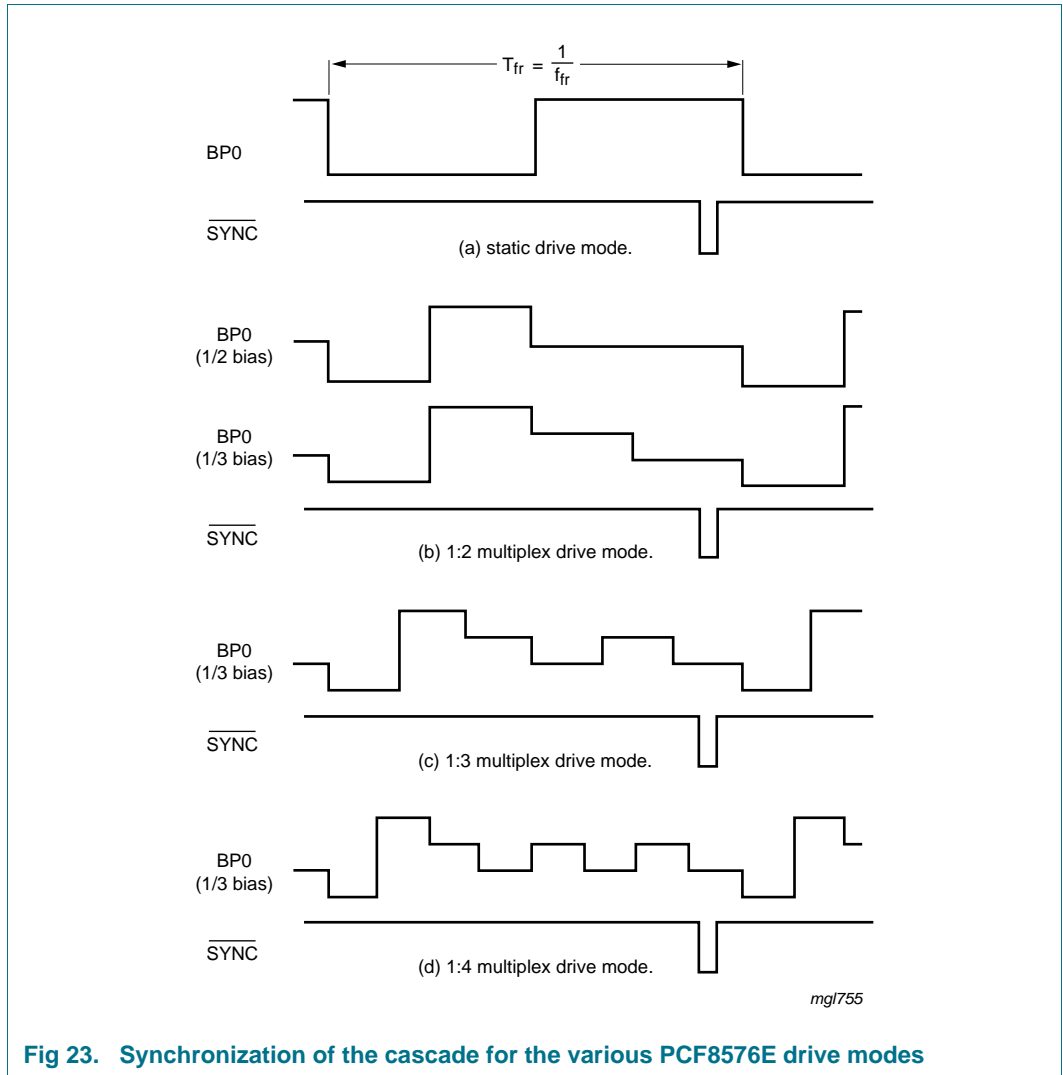 Tfr = 1/ffr
BP0
SYNC
(a) static drive mode.
BP0
(1/2 bias)
BP0
(1/3 bias)
SYNC
(b) 1:2 multiplex drive mode.
BP0
(1/3 bias)
SYNC
(c) 1:3 multiplex drive mode.
BP0
(1/3 bias)
SYNC
(d) 1:4 multiplex drive mode.
mgl755
Fig 23. Synchronization of the cascade for the various PCF8576E drive modes